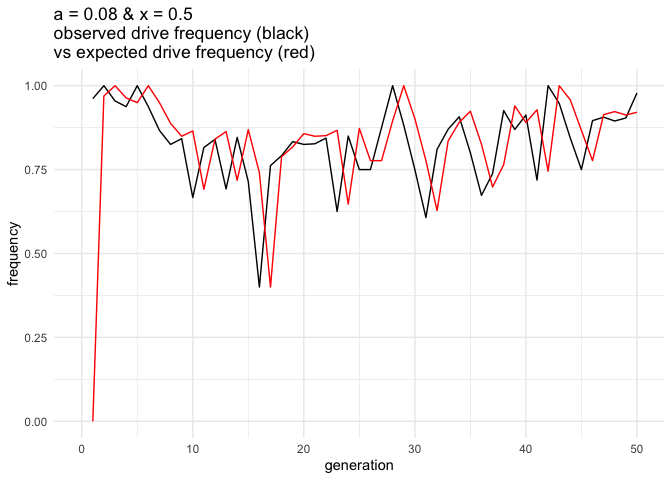 a = 0.08 & x = 0.5
observed drive frequency (black)
vs expected drive frequency (red)
1.00
0.75
0.50
0.25
0.00
frequency
0
10
20
30
40
50
generation